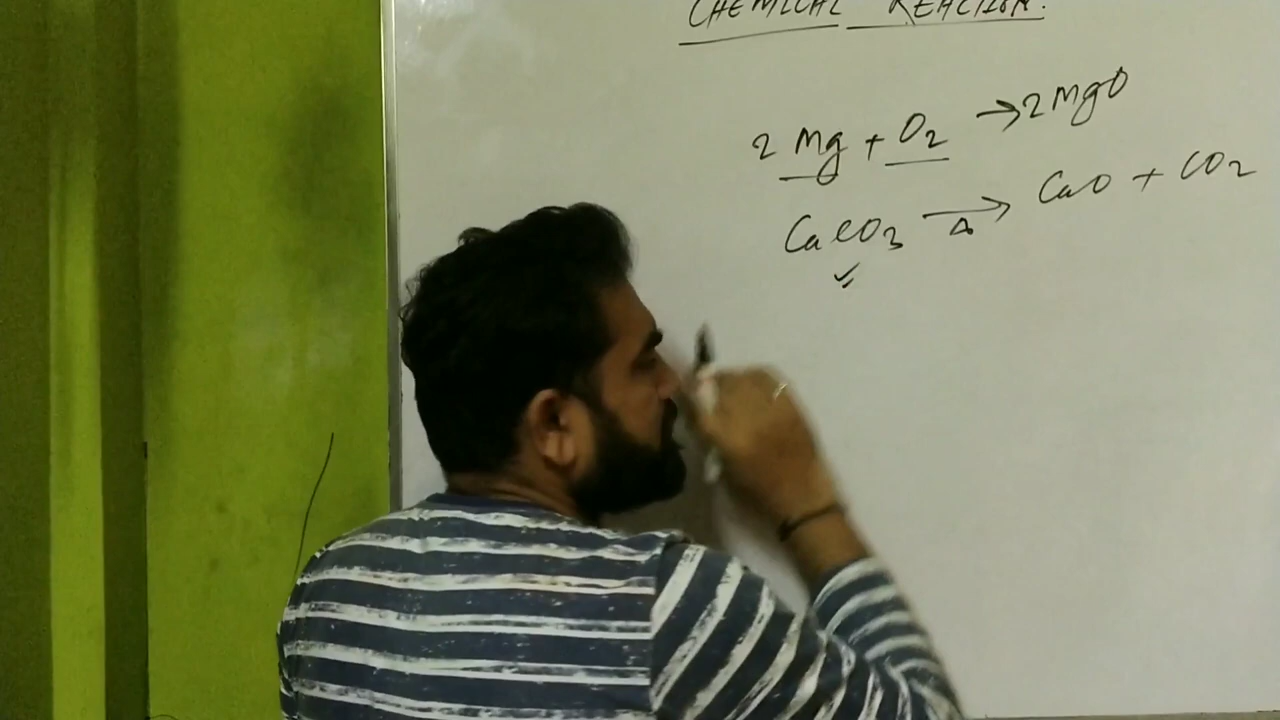 CHEMICAL REACTION.
2 Mg + O2 → 2 MgO
CaCO3 →Δ CaO + CO2